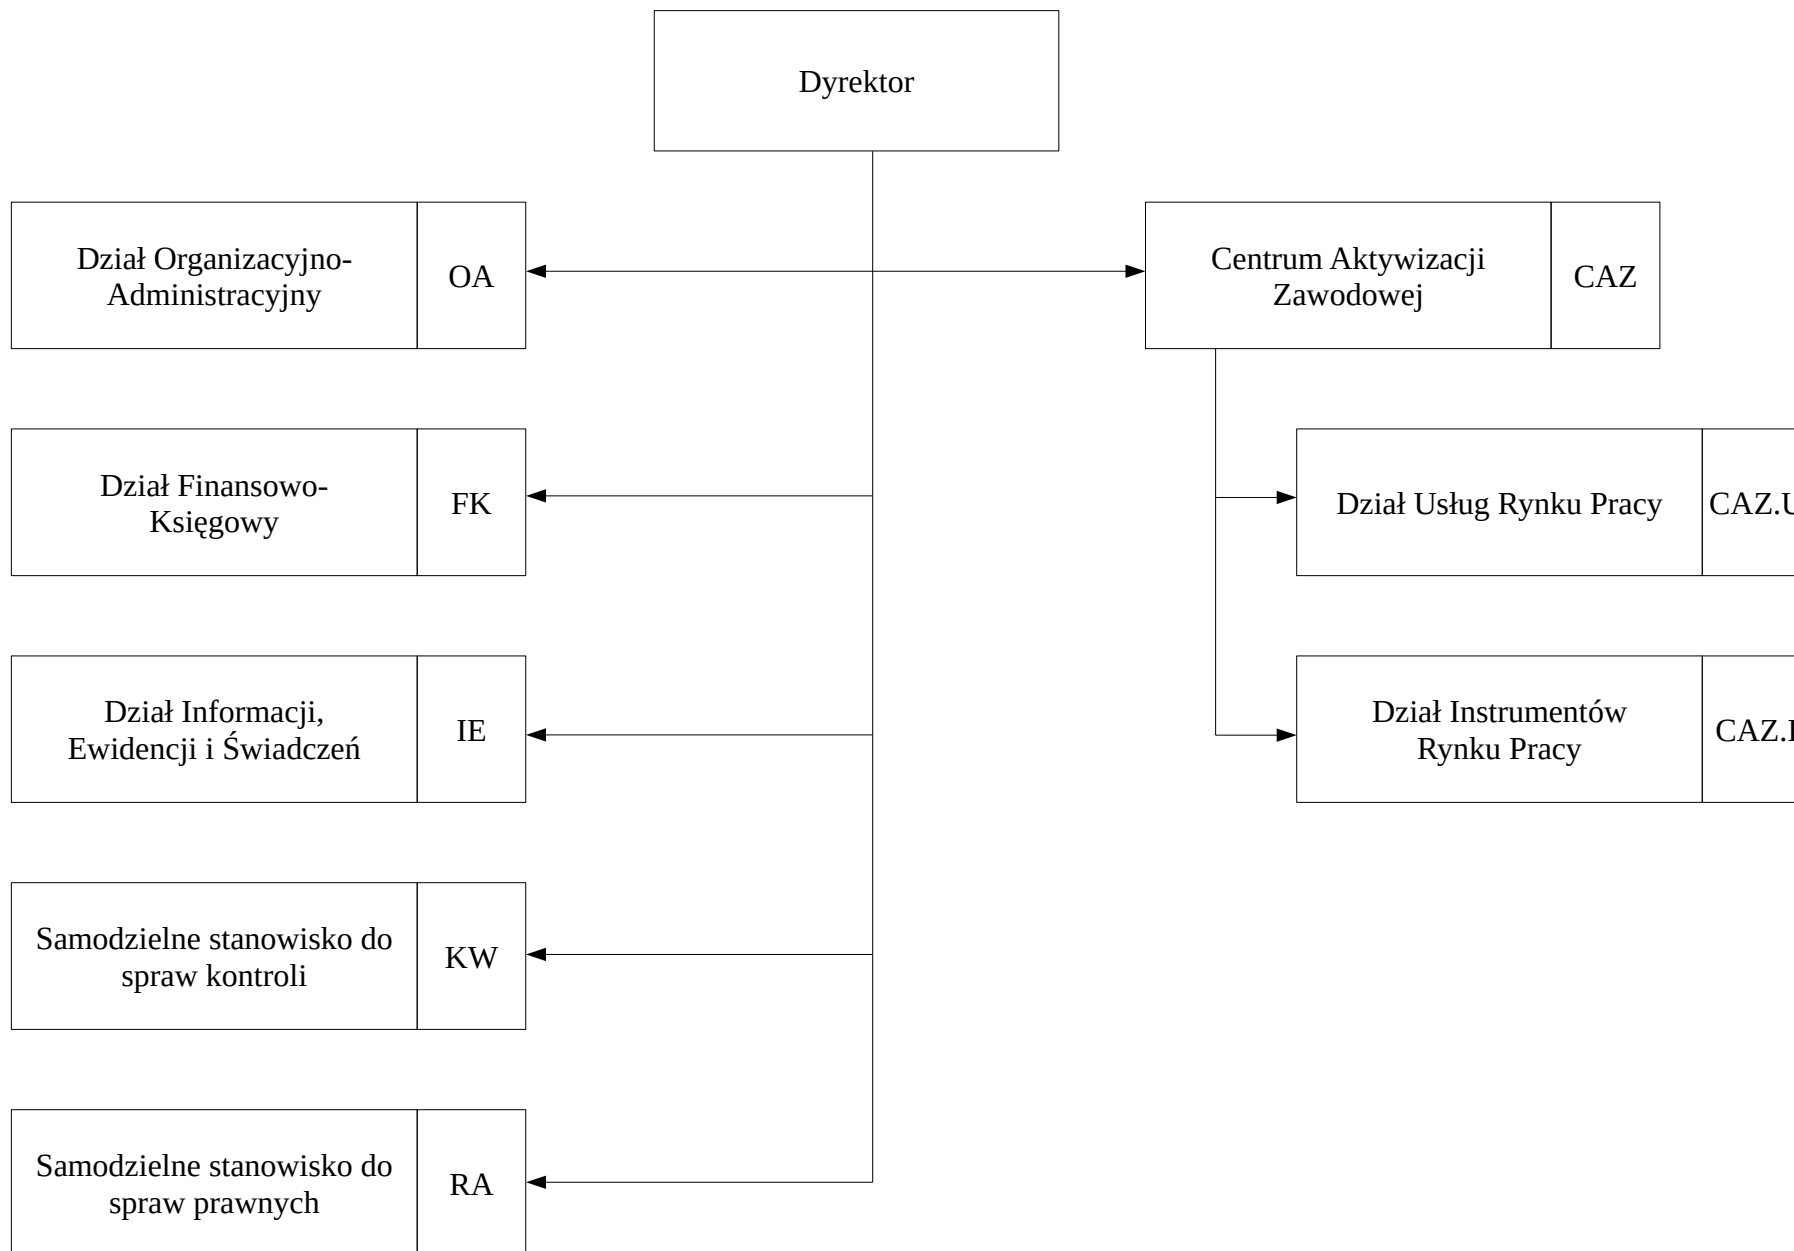 Dyrektor
Dział Organizacyjno-
Administracyjny
OA
Centrum Aktywizacji
Zawodowej
CAZ
Dział Finansowo-
Księgowy
FK
Dział Usług Rynku Pracy
Dział Informacji,
Ewidencji i Świadczeń
IE
Dział Instrumentów
Rynku Pracy
Samodzielne stanowisko do
spraw kontroli
KW
Samodzielne stanowisko do
spraw prawnych
RA